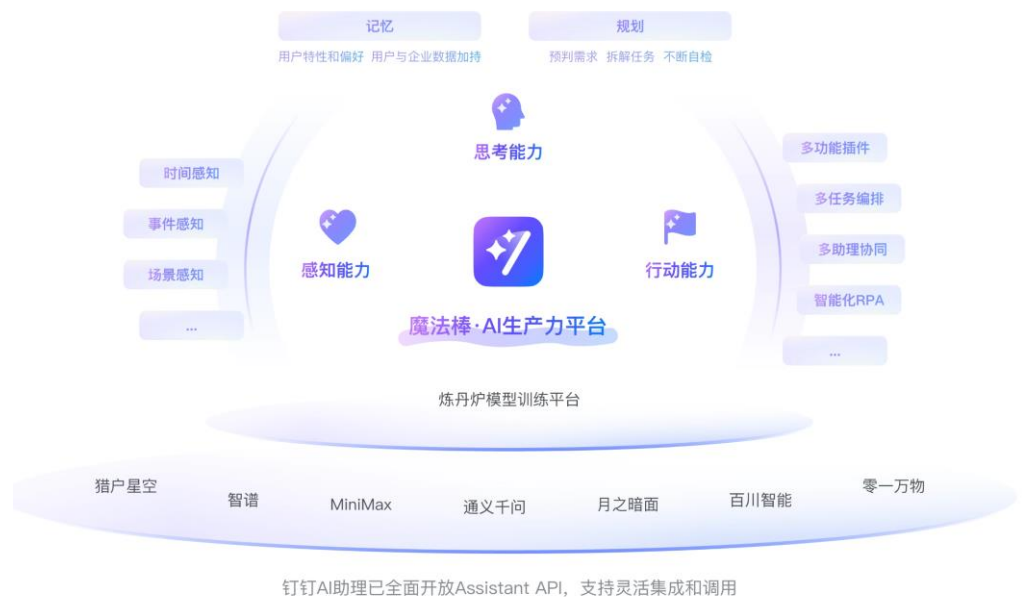 记忆
规划
用户特性和偏好 用户与企业数据加持
预判需求 拆解任务 不断自检
思考能力
时间感知
事件感知
场景感知
...
感知能力
行动能力
多功能插件
多任务编排
多助理协同
智能化RPA
...
魔法棒·AI生产力平台
炼丹炉模型训练平台
猎户星空
智谱
MiniMax
通义千问
月之暗面
百川智能
零一万物
钉钉AI助理已全面开放Assistant API，支持灵活集成和调用